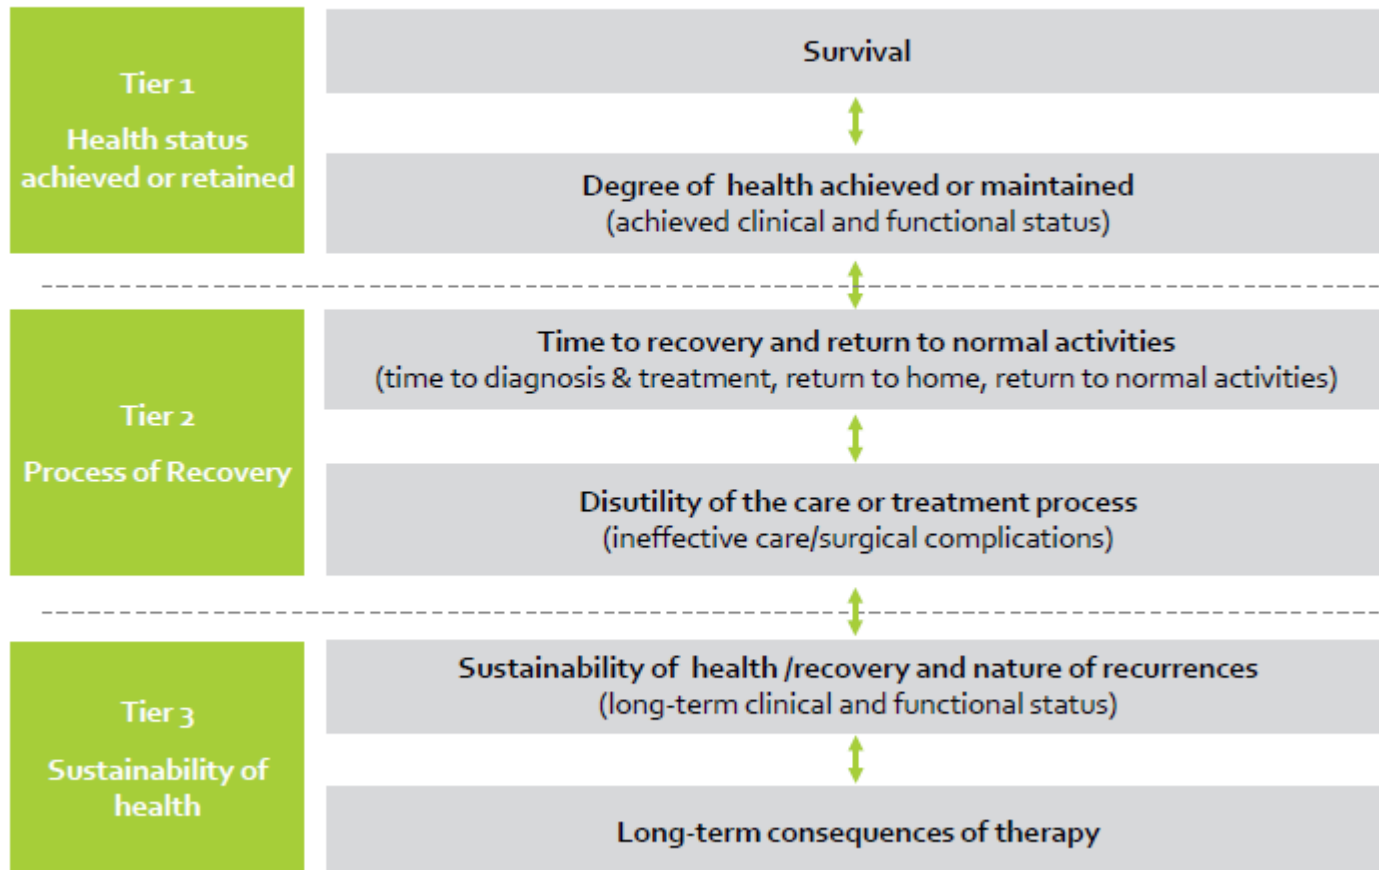 Tier 1
Health status
achieved or retained
Survival
Degree of health achieved or maintained
(achieved clinical and functional status)
Tier 2
Process of Recovery
Time to recovery and return to normal activities
(time to diagnosis & treatment, return to home, return to normal activities)
Disutility of the care or treatment process
(ineffective care/surgical complications)
Tier 3
Sustainability of
health
Sustainability of health /recovery and nature of recurrences
(long-term clinical and functional status)
Long-term consequences of therapy